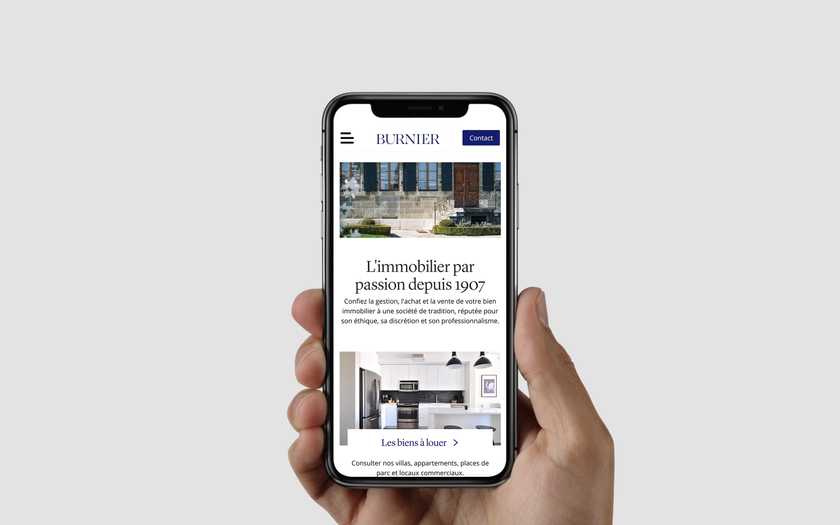 BURNIER
Contact
L'immobilier par
passion depuis 1907
Confiez la gestion, l'achat et la vente de votre bien
immobilier à une société de tradition, réputée pour
son éthique, sa discrétion et son professionnalisme.
Les biens à louer
Consulter nos villas, appartements, places de
parc et locaux commerciaux.